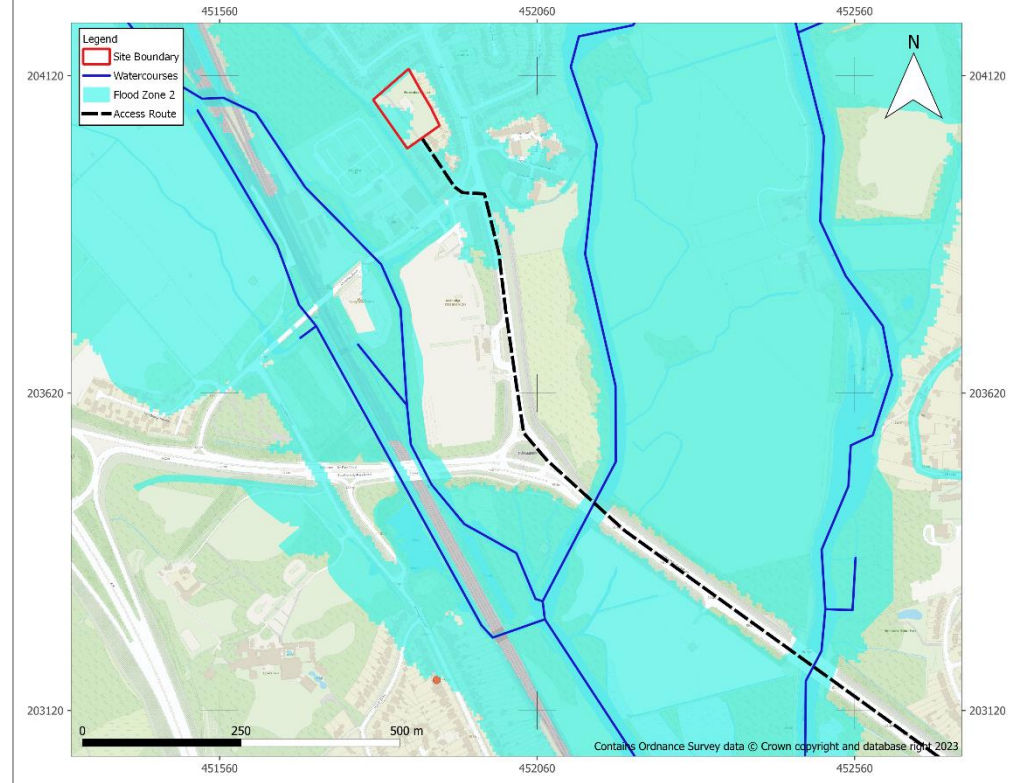 451560
452060
452560
Legend
Site Boundary
Watercourses
Flood Zone 2
Access Route
N
204120
204120
203620
203620
203120
203120
0
250
500 m
Contains Ordnance Survey data © Crown copyright and database right 2023
451560
452060
452560